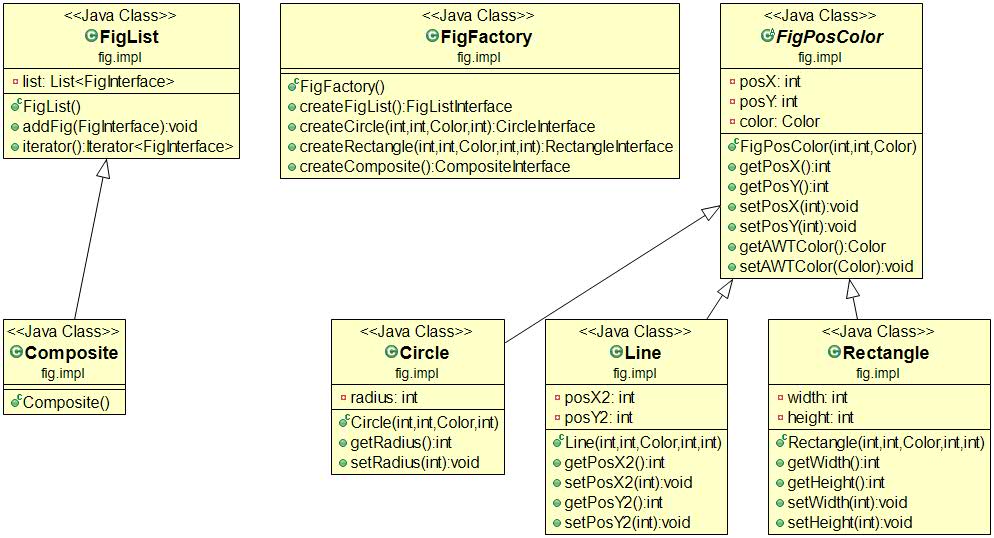 <<Java Class>>
FigList
fig.impl
list: List<FigInterface>
FigList()
addFig(FigInterface):void
iterator():Iterator<FigInterface>
<<Java Class>>
FigFactory
fig.impl
FigFactory()
createFigList():FigListInterface
createCircle(int,int,Color,int):CircleInterface
createRectangle(int,int,Color,int,int):RectangleInterface
createComposite():CompositeInterface
<<Java Class>>
FigPosColor
fig.impl
posX: int
posY: int
color: Color
FigPosColor(int,int,Color)
getPosX():int
getPosY():int
setPosX(int):void
setPosY(int):void
getAWTColor():Color
setAWTColor(Color):void
<<Java Class>>
Composite
fig.impl
Composite()
<<Java Class>>
Circle
fig.impl
radius: int
Circle(int,int,Color,int)
getRadius():int
setRadius(int):void
<<Java Class>>
Line
fig.impl
posX2: int
posY2: int
Line(int,int,Color,int,int)
getPosX2():int
setPosX2(int):void
getPosY2():int
setPosY2(int):void
<<Java Class>>
Rectangle
fig.impl
width: int
height: int
Rectangle(int,int,Color,int,int)
getWidth():int
getHeight():int
setWidth(int):void
setHeight(int):void